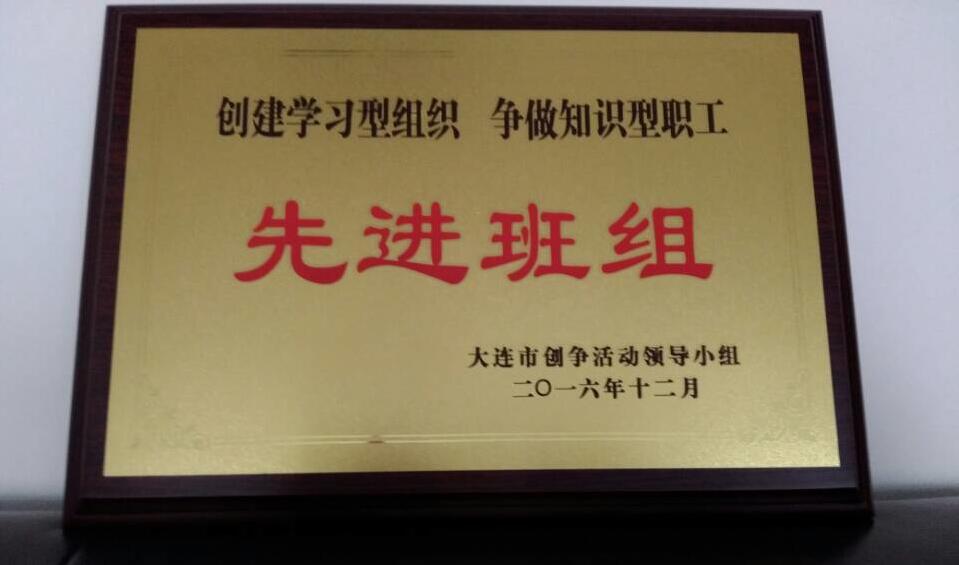 创建学习型组织 争做知识型职工
先进班组
大连市创争活动领导小组
二〇一六年十二月